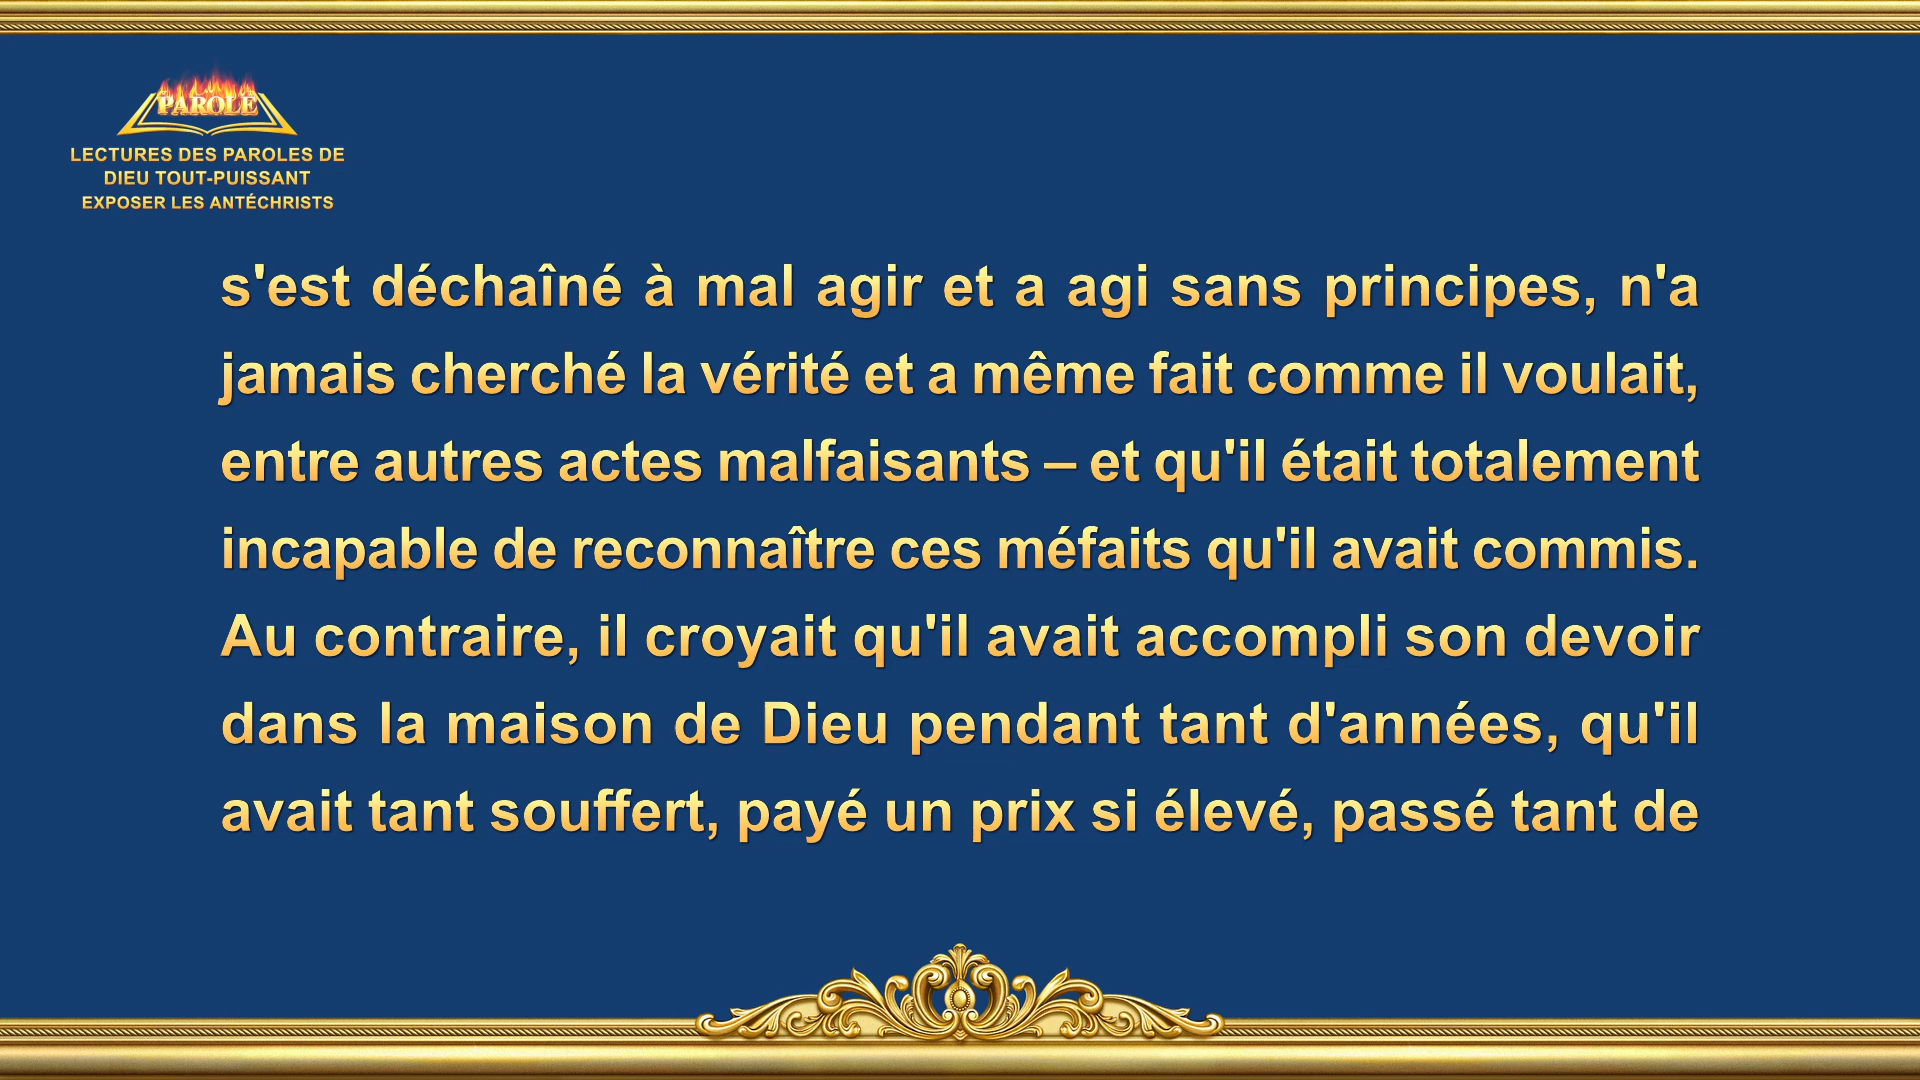 PAROLE
LECTURES DES PAROLES DE
DIEU TOUT-PUISSANT
EXPOSER LES ANTÉCHRISTS
s'est déchaîné à mal agir et a agi sans principes, n'a
jamais cherché la vérité et a même fait comme il voulait,
entre autres actes malfaisants – et qu'il était totalement
incapable de reconnaître ces méfaits qu'il avait commis.
Au contraire, il croyait qu'il avait accompli son devoir
dans la maison de Dieu pendant tant d'années, qu'il
avait tant souffert, payé un prix si élevé, passé tant de